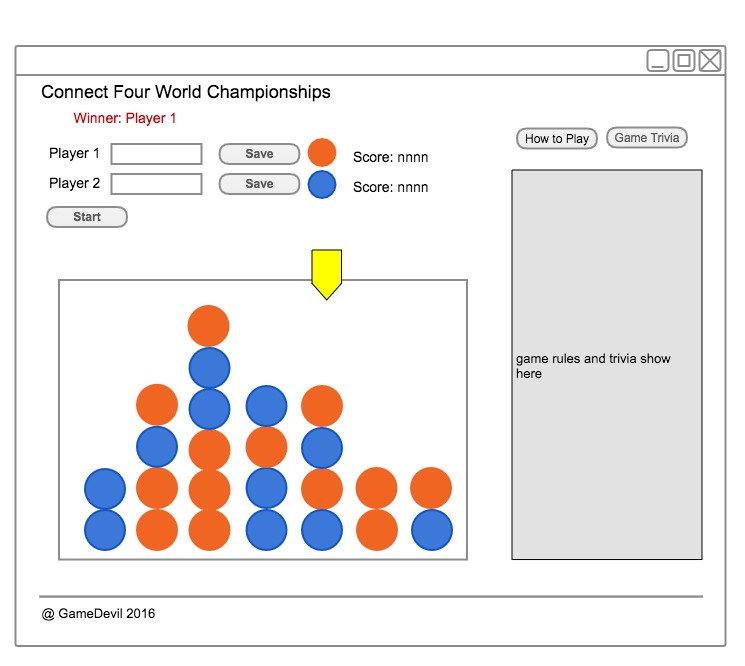 Connect Four World Championships
Winner: Player 1
How to Play
Game Trivia
Player 1
Save
Score: nnnn
Player 2
Save
Score: nnnn
Start
game rules and trivia show
here
@ GameDevil 2016